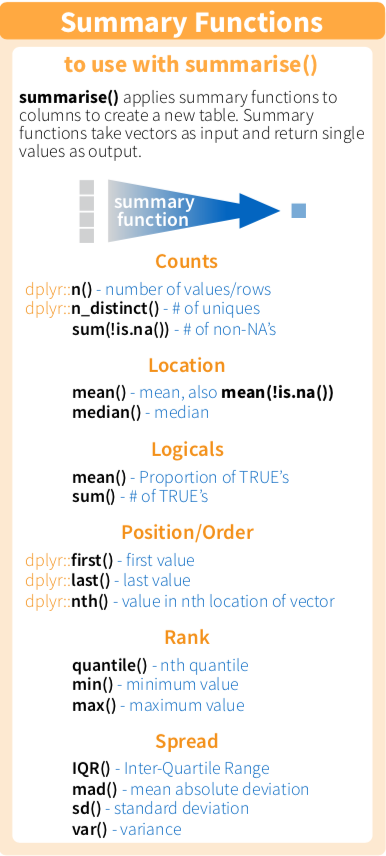 Summary Functions
to use with summarise()
summarise() applies summary functions to
columns to create a new table. Summary
functions take vectors as input and return single
values as output.
summary
function
Counts
dplyr::n() - number of values/rows
dplyr::n_distinct() - # of uniques
sum(!is.na()) - # of non-NA's
Location
mean() - mean, also mean(!is.na())
median() - median
Logicals
mean() - Proportion of TRUE's
sum() - # of TRUE's
Position/Order
dplyr::first() - first value
dplyr::last() - last value
dplyr::nth() - value in nth location of vector
Rank
quantile() - nth quantile
min() - minimum value
max() - maximum value
Spread
IQR() - Inter-Quartile Range
mad() - mean absolute deviation
sd() - standard deviation
var() - variance